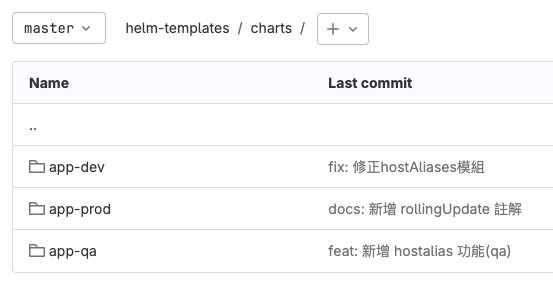 master helm-templates / charts / +
Name Last commit
..
app-dev fix: 修正hostAliases模組
app-prod docs: 新增 rollingUpdate 註解
app-qa feat: 新增 hostalias 功能(qa)